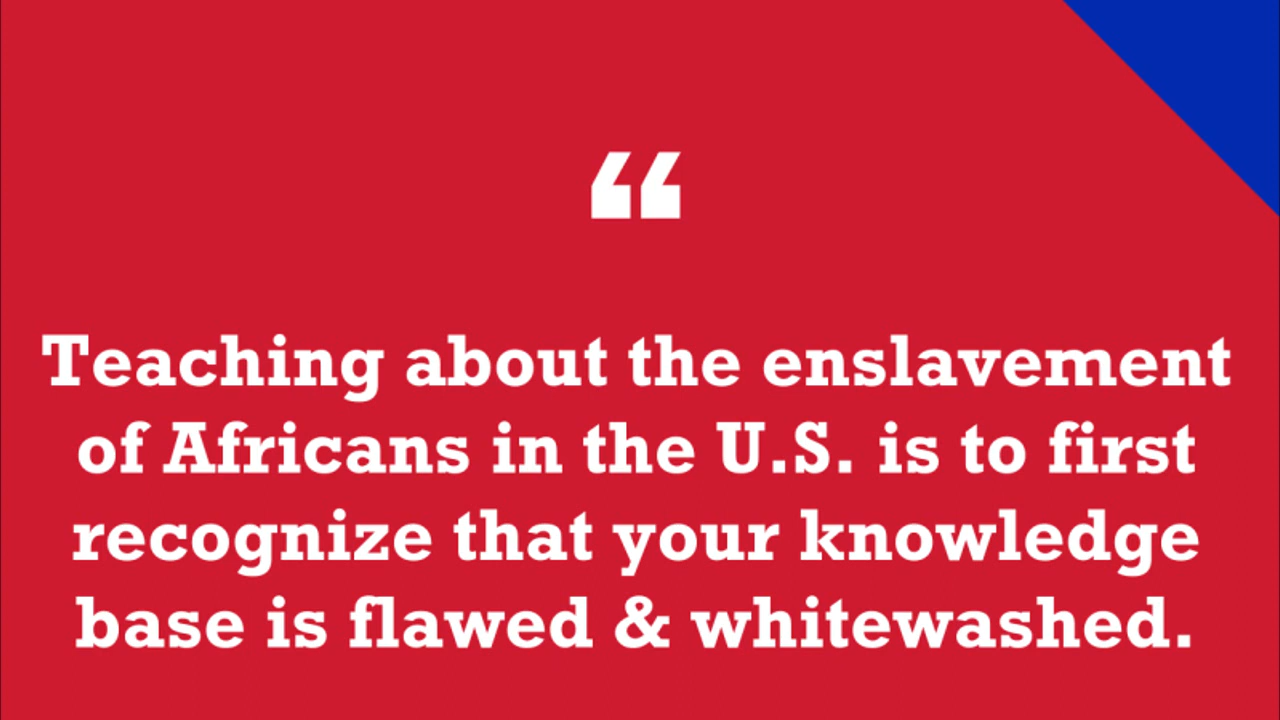 “
Teaching about the enslavement
of Africans in the U.S. is to first
recognize that your knowledge
base is flawed & whitewashed.